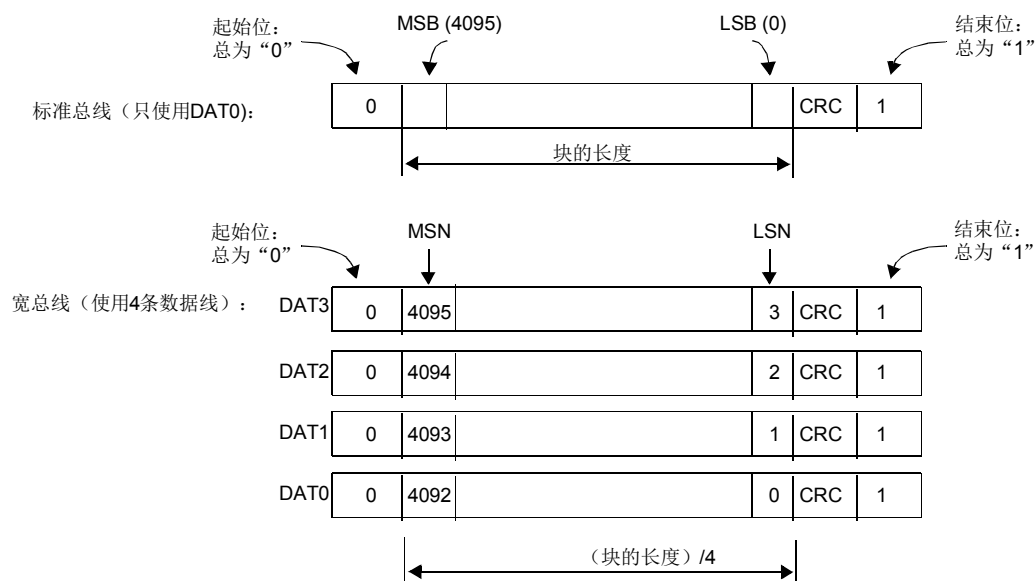 起始位：
总为“0”
MSB (4095)
LSB (0)
结束位：
总为“1”
标准总线（只使用DAT0)：
0
CRC
1
块的长度
起始位：
总为“0”
MSN
LSN
结束位：
总为“1”
宽总线（使用4条数据线）：
DAT3 0 4095 3 CRC 1
DAT2 0 4094 2 CRC 1
DAT1 0 4093 1 CRC 1
DAT0 0 4092 0 CRC 1
（块的长度）/4